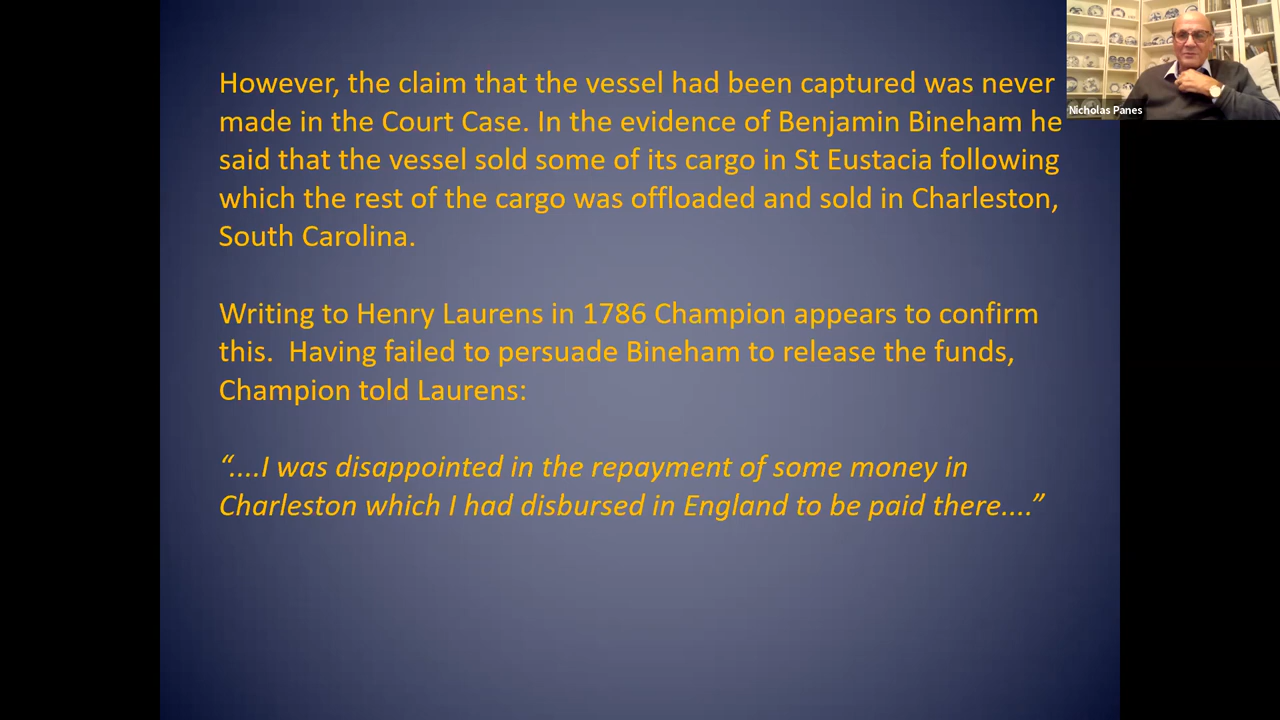 However, the claim that the vessel had been captured was never
made in the Court Case. In the evidence of Benjamin Bineham he
said that the vessel sold some of its cargo in St Eustacia following
which the rest of the cargo was offloaded and sold in Charleston,
South Carolina.
Writing to Henry Laurens in 1786 Champion appears to confirm
this.  Having failed to persuade Bineham to release the funds,
Champion told Laurens:
“....I was disappointed in the repayment of some money in
Charleston which I had disbursed in England to be paid there....”
Nicholas Panes